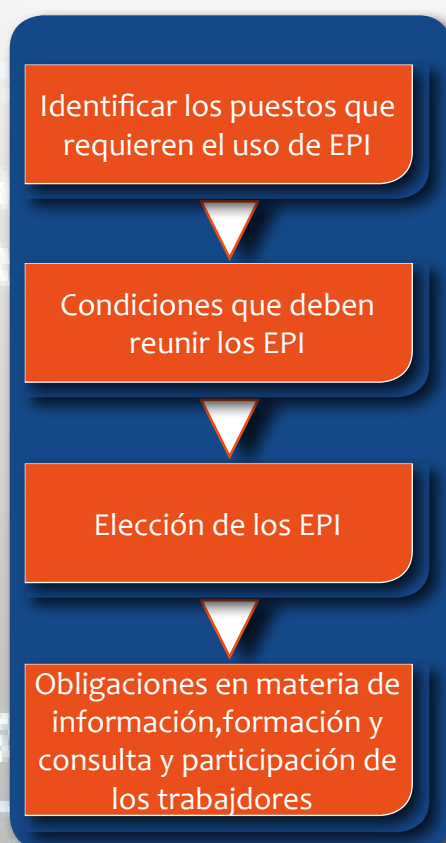 Identificar los puestos que
requieren el uso de EPI
Condiciones que deben
reunir los EPI
Elección de los EPI
Obligaciones en materia de
información,formación y
consulta y participación de
los trabajdores